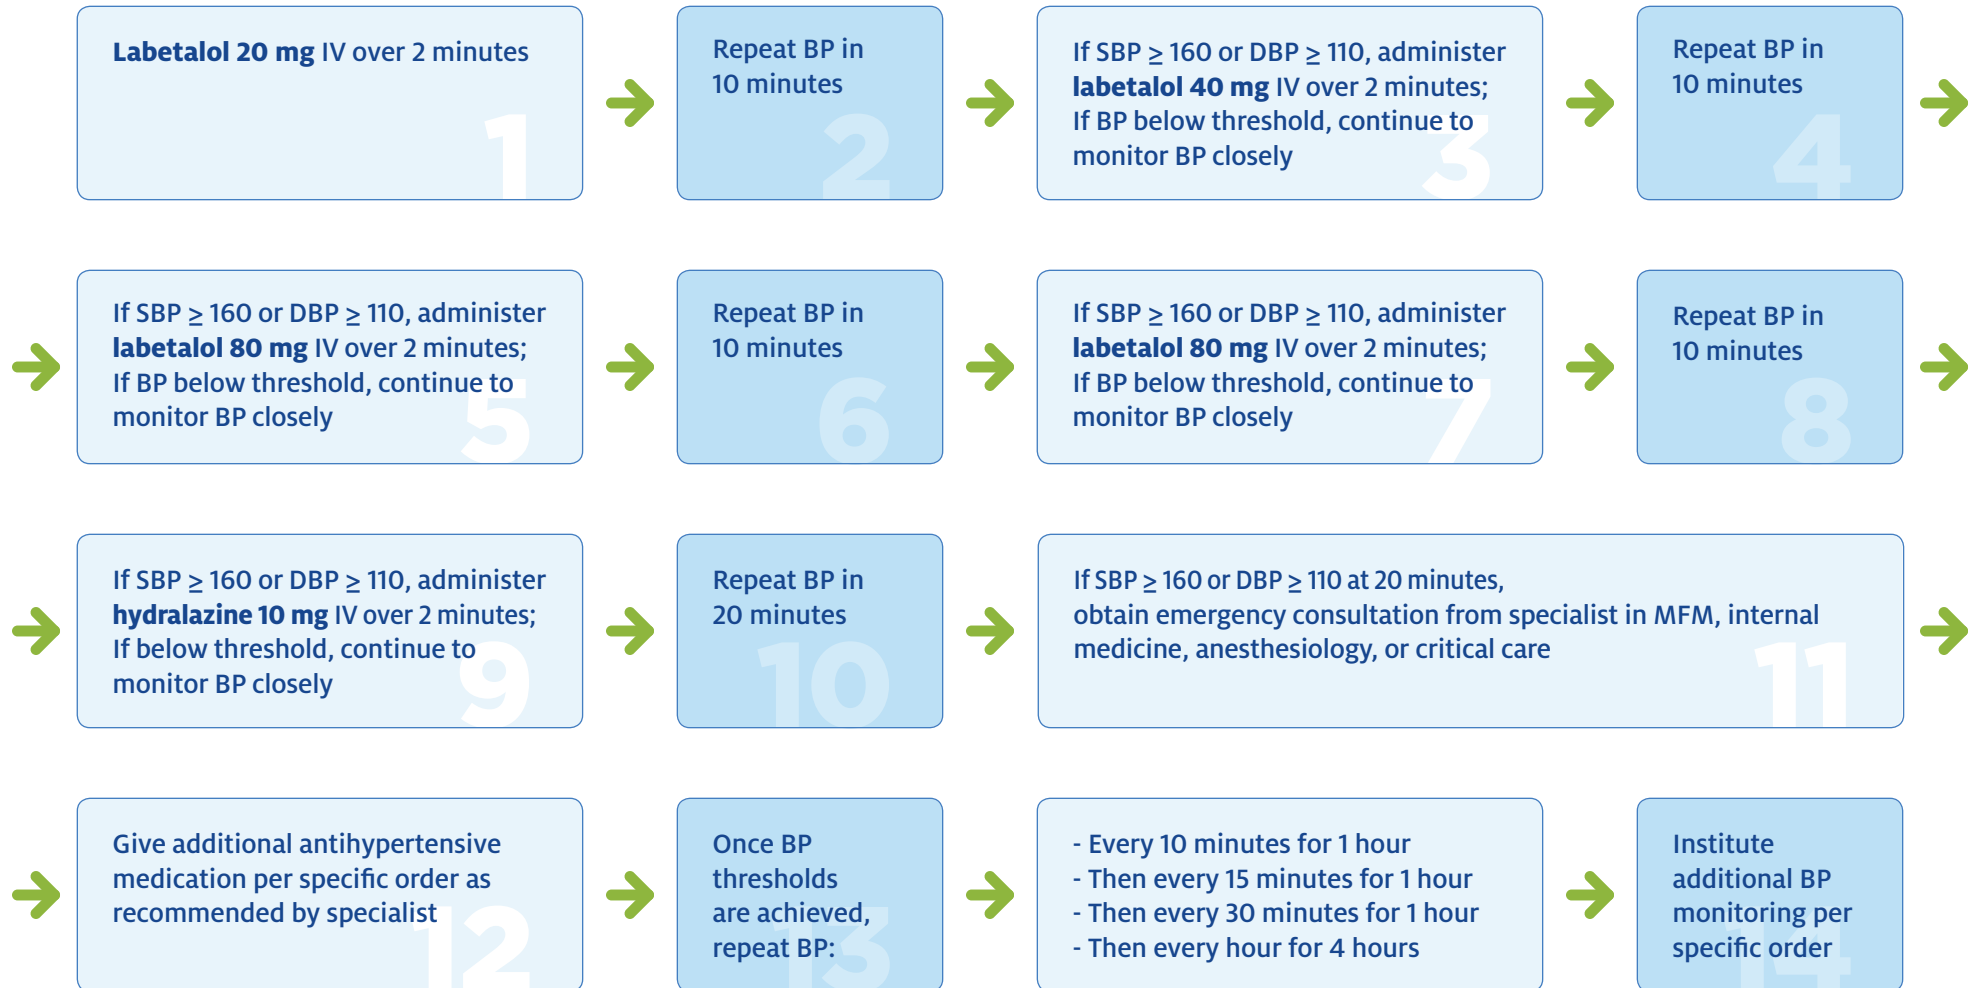 Labetalol 20 mg IV over 2 minutes
1
Repeat BP in
10 minutes
2
If SBP ≥ 160 or DBP ≥ 110, administer
labetalol 40 mg IV over 2 minutes;
If BP below threshold, continue to
monitor BP closely
3
Repeat BP in
10 minutes
4
If SBP ≥ 160 or DBP ≥ 110, administer
labetalol 80 mg IV over 2 minutes;
If BP below threshold, continue to
monitor BP closely
5
Repeat BP in
10 minutes
6
If SBP ≥ 160 or DBP ≥ 110, administer
labetalol 80 mg IV over 2 minutes;
If BP below threshold, continue to
monitor BP closely
7
Repeat BP in
10 minutes
8
If SBP ≥ 160 or DBP ≥ 110, administer
hydralazine 10 mg IV over 2 minutes;
If below threshold, continue to
monitor BP closely
9
Repeat BP in
20 minutes
10
If SBP ≥ 160 or DBP ≥ 110 at 20 minutes,
obtain emergency consultation from specialist in MFM, internal
medicine, anesthesiology, or critical care
11
Give additional antihypertensive
medication per specific order as
recommended by specialist
12
Once BP
thresholds
are achieved,
repeat BP:
13
- Every 10 minutes for 1 hour
- Then every 15 minutes for 1 hour
- Then every 30 minutes for 1 hour
- Then every hour for 4 hours
Institute
additional BP
monitoring per
specific order
14